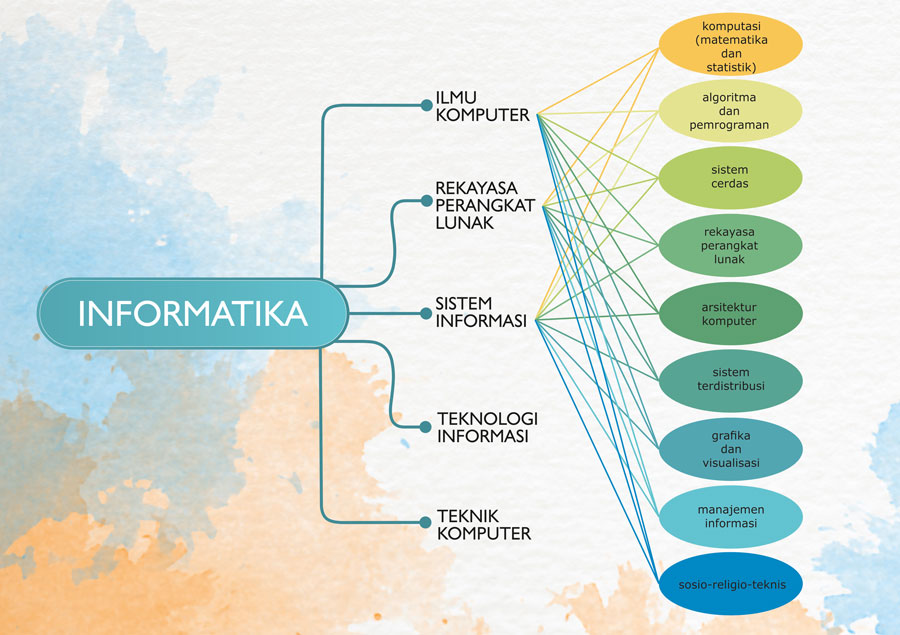 INFORMATIKA
ILMU
KOMPUTER
REKAYASA
PERANGKAT
LUNAK
SISTEM
INFORMASI
TEKNOLOGI
INFORMASI
TEKNIK
KOMPUTER
komputasi
(matematika
dan
statistik)
algoritma
dan
pemrograman
sistem
cerdas
rekayasa
perangkat
lunak
arsitektur
komputer
sistem
terdistribusi
grafika
dan
visualisasi
manajemen
informasi
sosio-religio-teknis